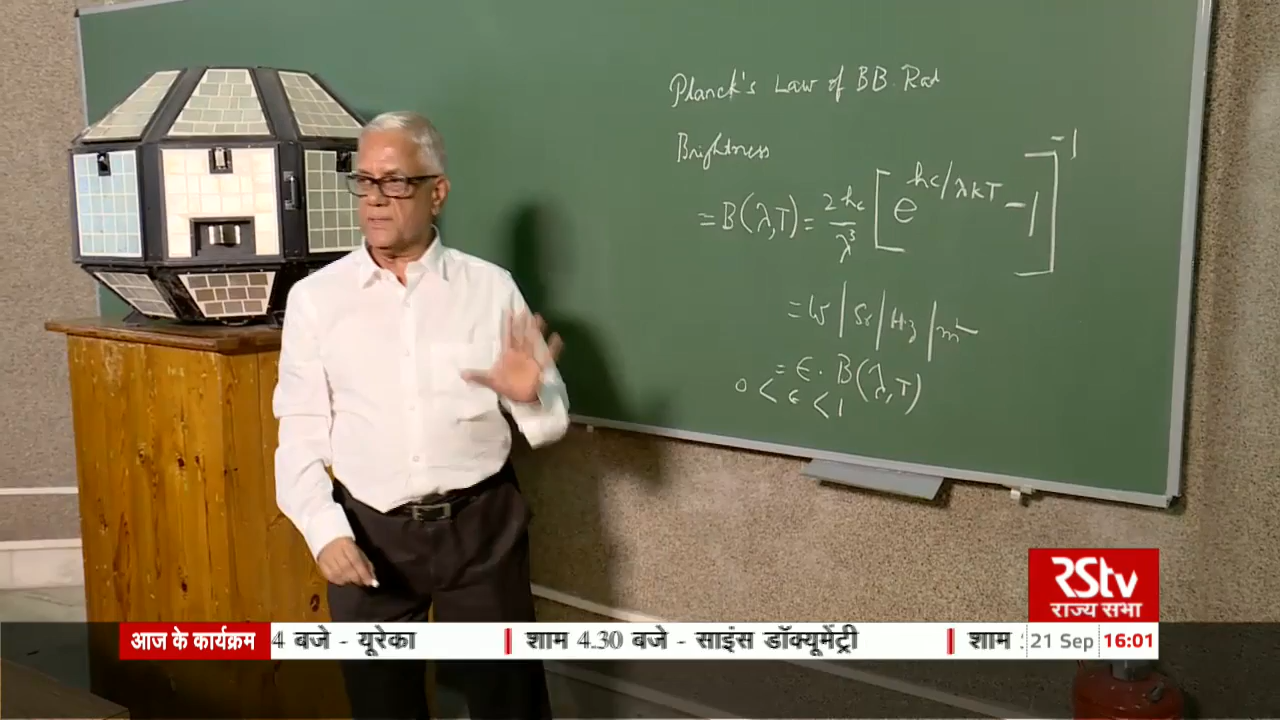 Planck's Law of BB. Rad
Brightness
= B(λ,T) = 2hc/λ³ [e^{hc/λkT} - 1]^{-1}
= W | Sr | Hz | m²
= ε. B(λ,T)
0 < ε < 1
RStv
राज्य सभा
आज के कार्यक्रम 4 बजे - यूरेका | शाम 4.30 बजे - साइंस डॉक्यूमेंट्री | शाम 21 Sep 16:01